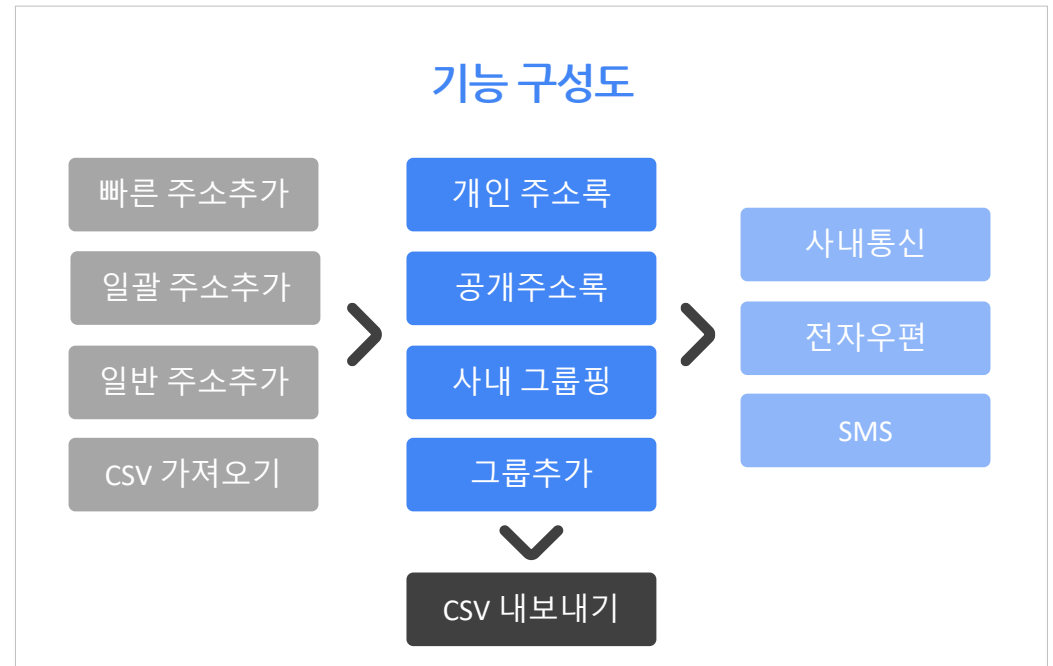 기능 구성도
빠른 주소추가
일괄 주소추가
일반 주소추가
CSV 가져오기
개인 주소록
공개주소록
사내 그룹핑
그룹추가
사내통신
전자우편
SMS
CSV 내보내기